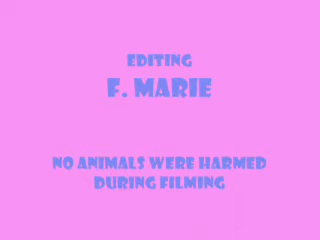 EDITING
F. MARIE
NO ANIMALS WERE HARMED
DURING FILMING